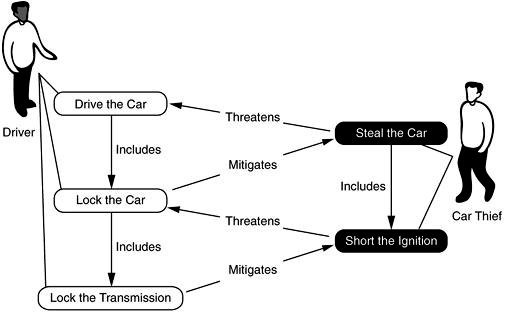 Drive the Car
Threatens
Steal the Car
Driver
Includes
Mitigates
Includes
Lock the Car
Car Thief
Threatens
Short the Ignition
Includes
Mitigates
Lock the Transmission